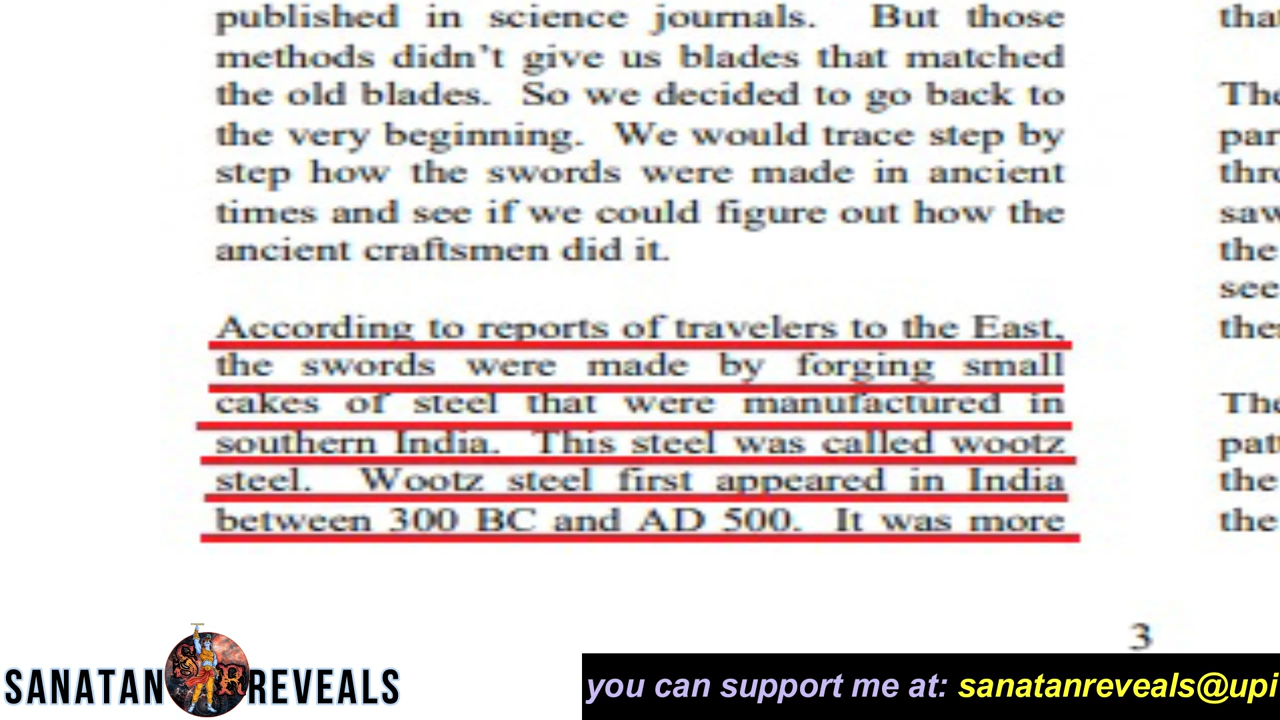 published in science journals. But those
methods didn't give us blades that matched
the old blades. So we decided to go back to
the very beginning. We would trace step by
step how the swords were made in ancient
times and see if we could figure out how the
ancient craftsmen did it.
According to reports of travelers to the East,
the swords were made by forging small
cakes of steel that were manufactured in
southern India. This steel was called wootz
steel. Wootz steel first appeared in India
between 300 BC and AD 500. It was more
the
the
the
3
SANATAN REVEALS
you can support me at: sanatanreveals@upi